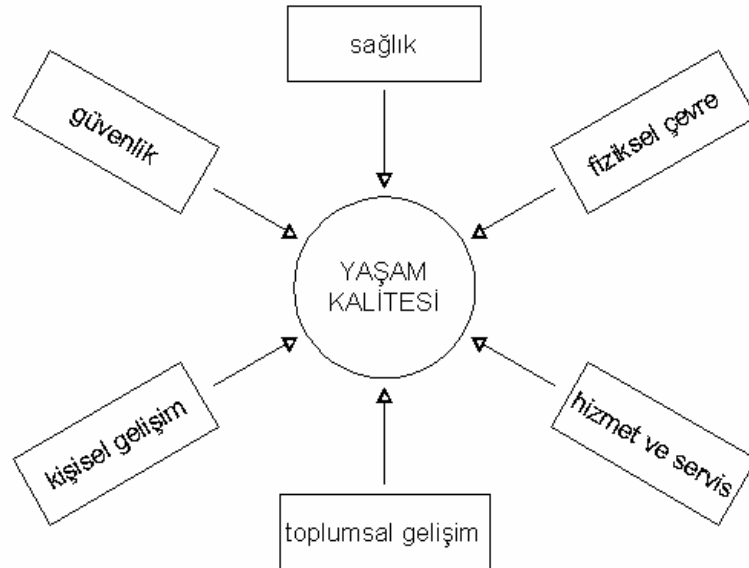 sağlık
güvenlik
fiziksel çevre
YAŞAM
KALİTESİ
kişisel gelişim
hizmet ve servis
toplumsal gelişim